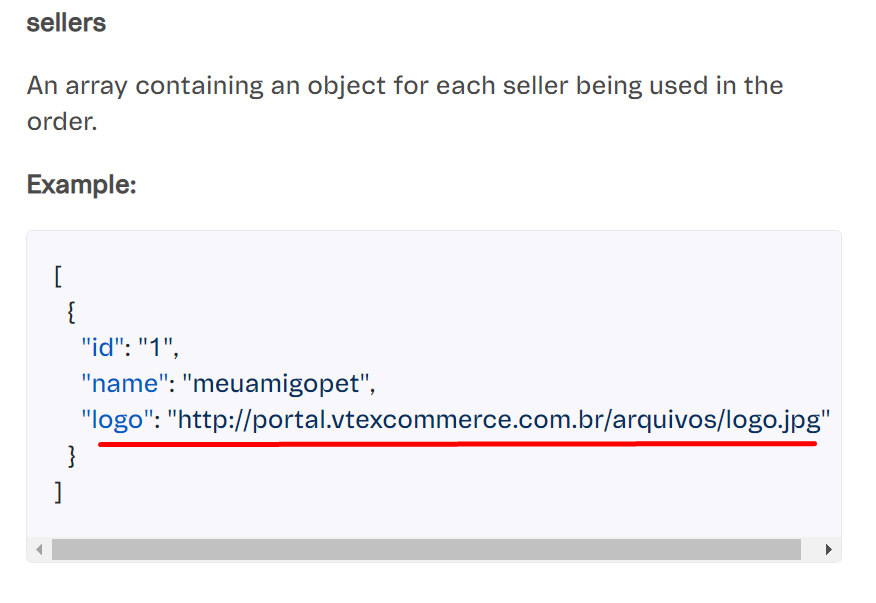 sellers
An array containing an object for each seller being used in the
order.
Example:
[
{
"id": "1",
"name": "meuamigopet",
"logo": "http://portal.vtexcommerce.com.br/arquivos/logo.jpg"
}
]